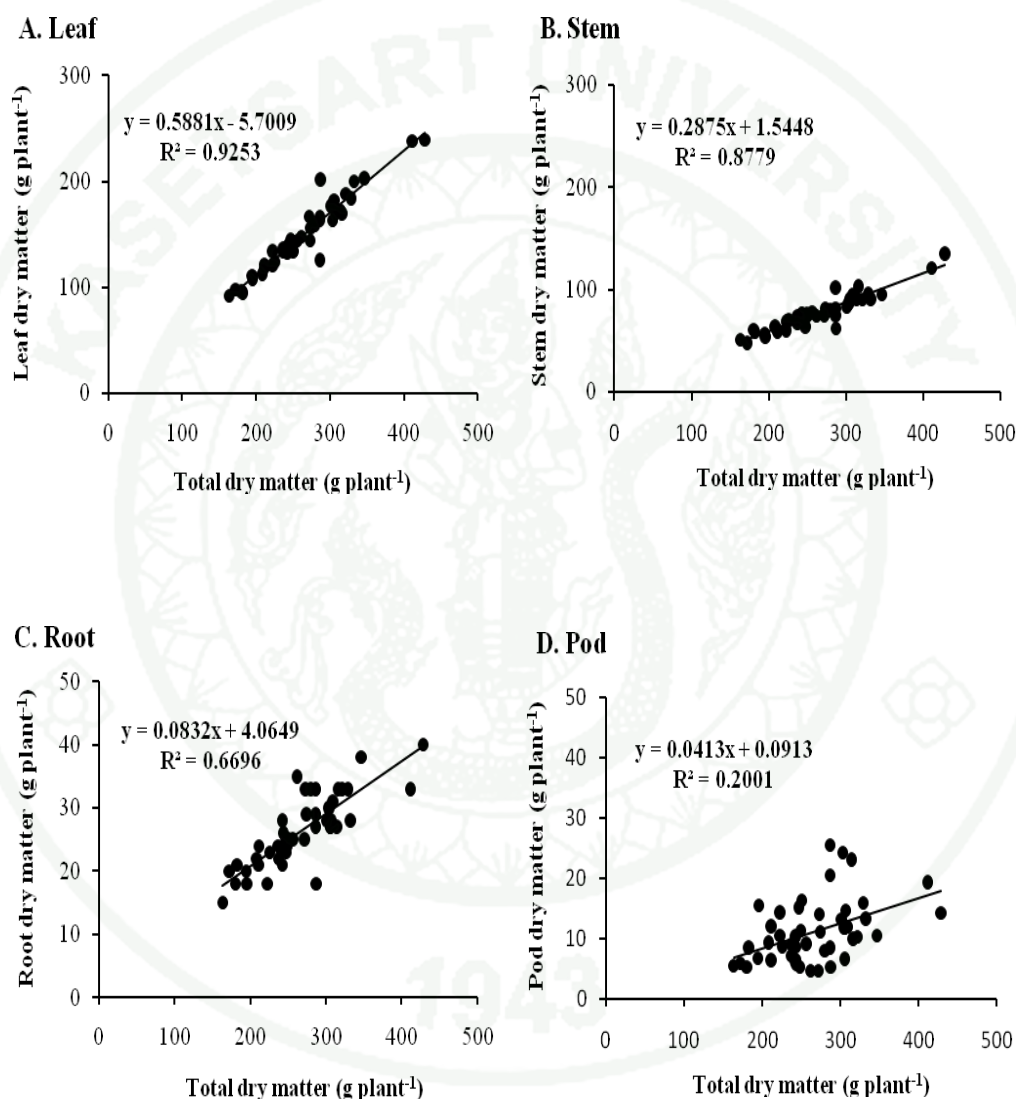 A. Leaf
Leaf dry matter (g plant⁻¹)
300
200
100
0
y = 0.5881x - 5.7009
R² = 0.9253
0 100 200 300 400 500
Total dry matter (g plant⁻¹)
B. Stem
Stem dry matter (g plant⁻¹)
300
200
100
0
y = 0.2875x + 1.5448
R² = 0.8779
0 100 200 300 400 500
Total dry matter (g plant⁻¹)
C. Root
Root dry matter (g plant⁻¹)
50
40
30
20
10
0
y = 0.0832x + 4.0649
R² = 0.6696
0 100 200 300 400 500
Total dry matter (g plant⁻¹)
D. Pod
Pod dry matter (g plant⁻¹)
50
40
30
20
10
0
y = 0.0413x + 0.0913
R² = 0.2001
0 100 200 300 400 500
Total dry matter (g plant⁻¹)
KASETSART UNIVERSITY
1943